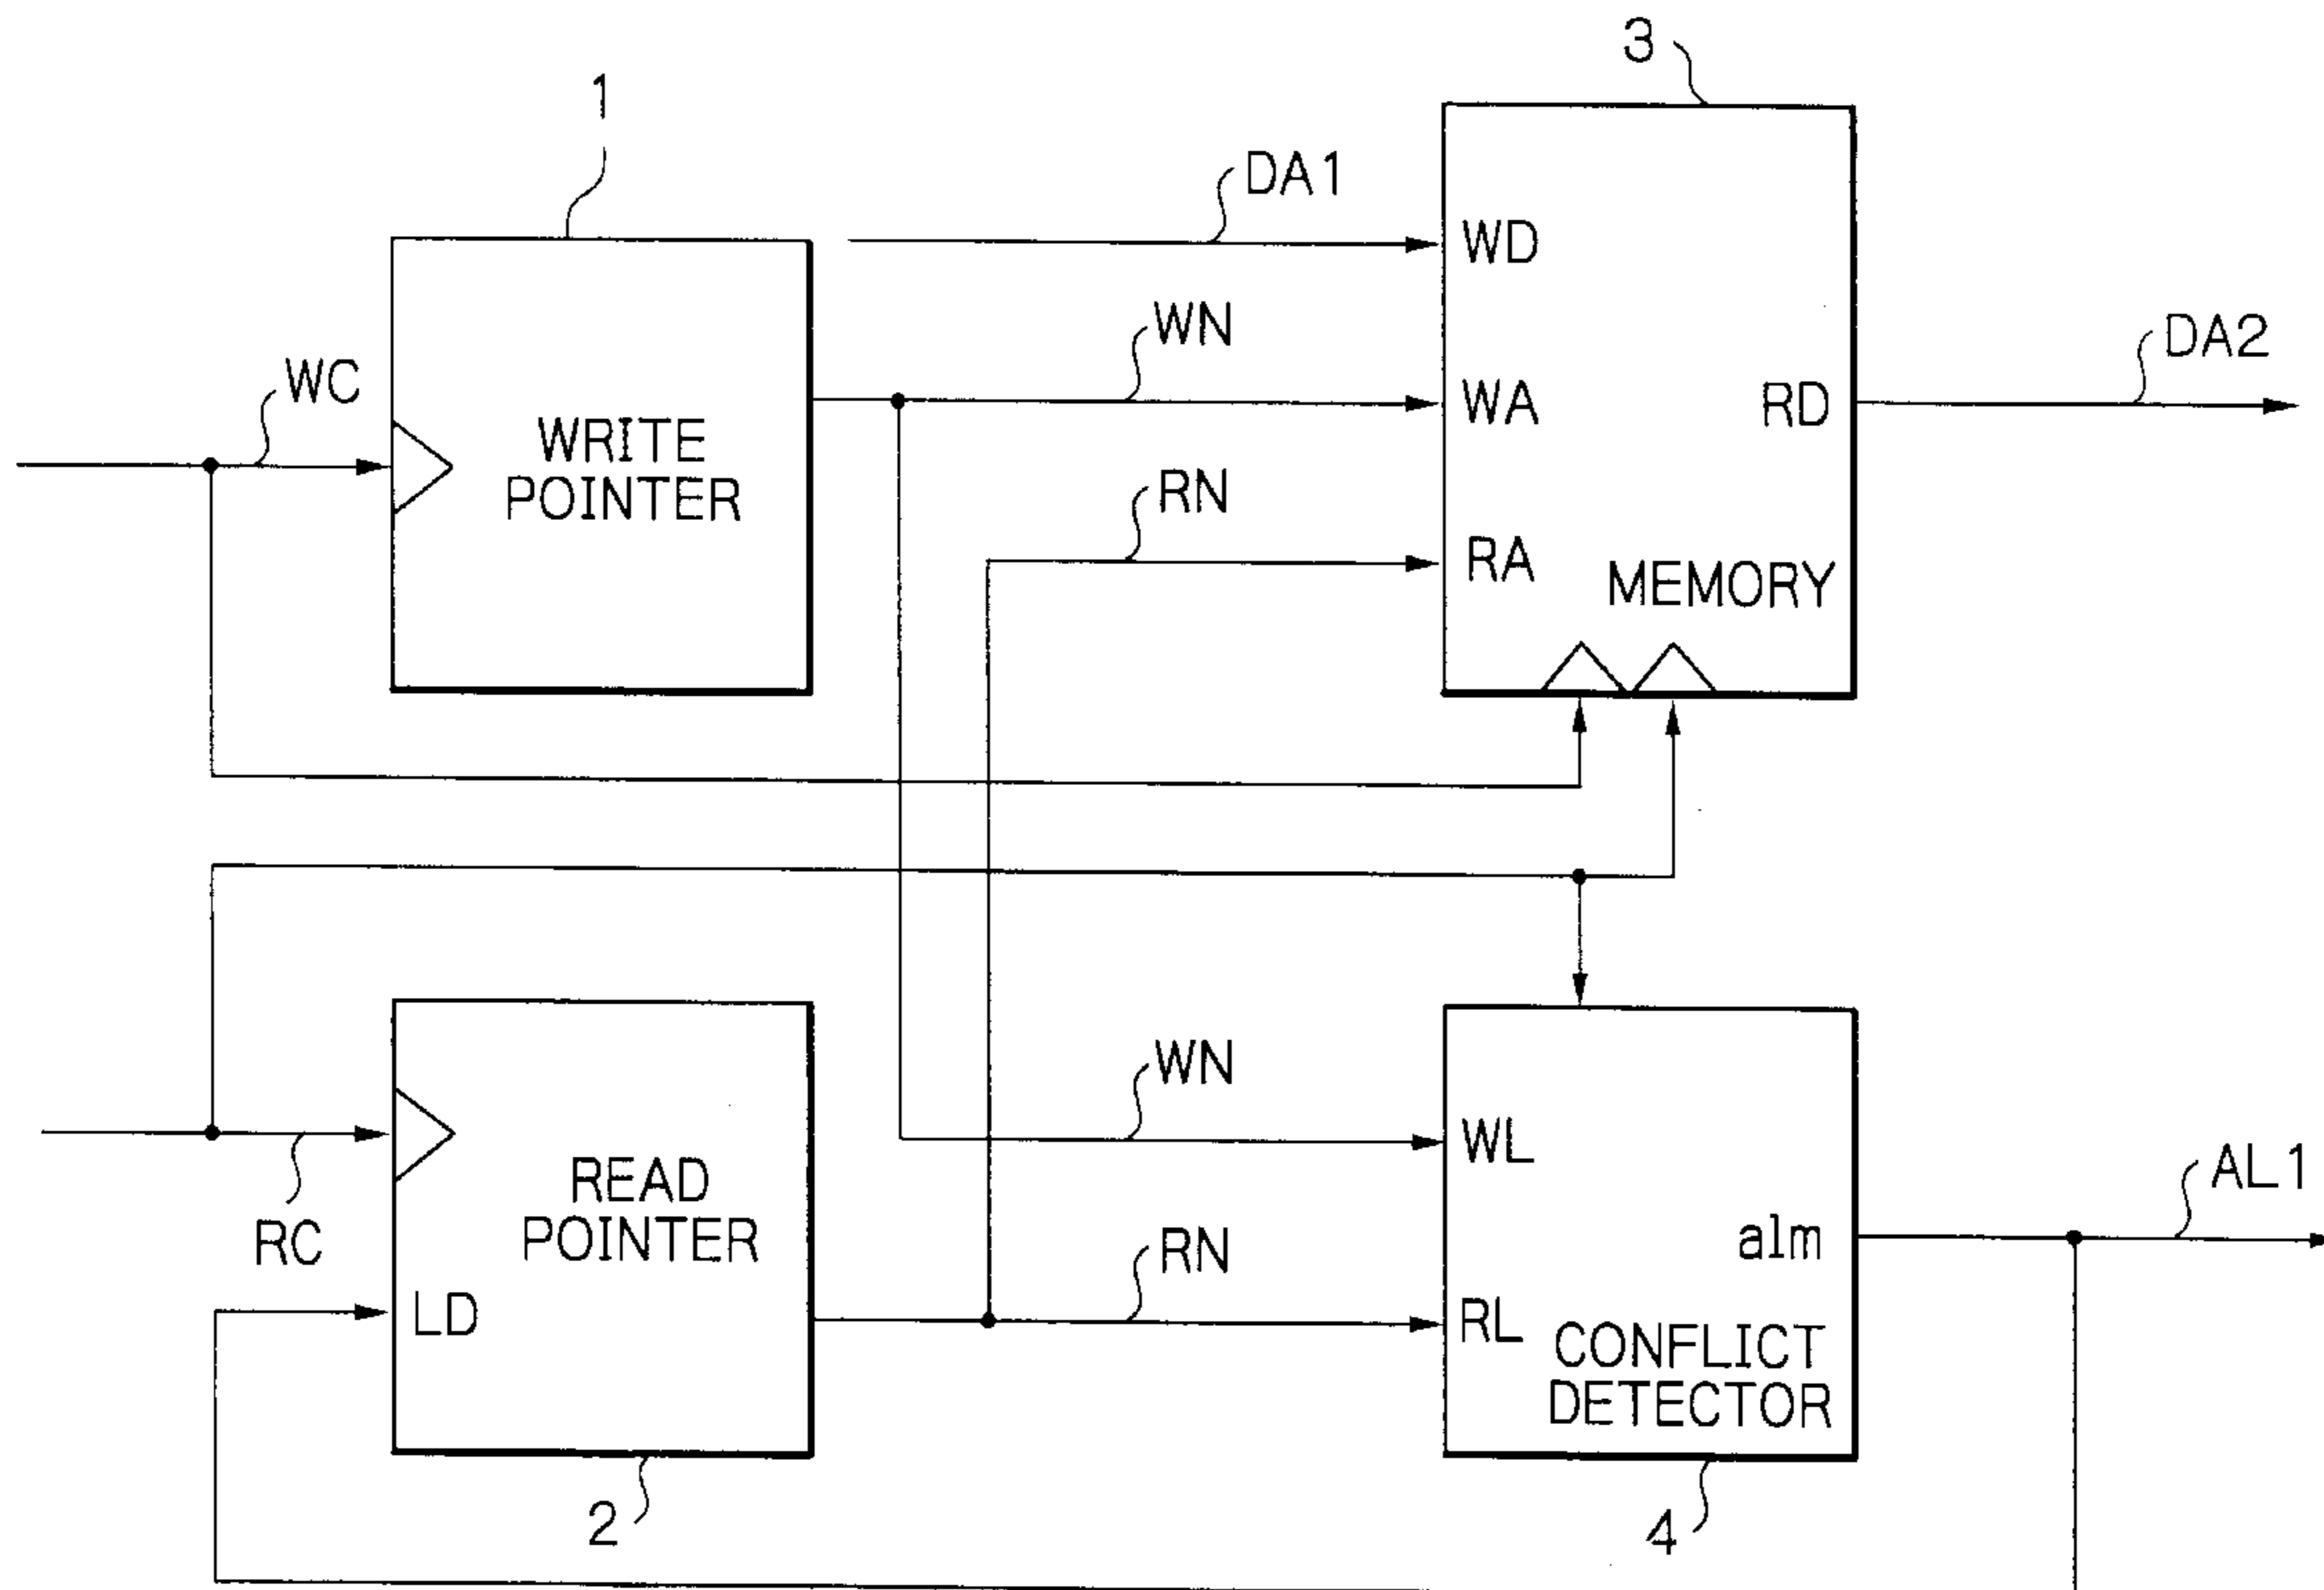 3
1
DA1
WD
WN
DA2
WC
WA
RD
WRITE
POINTER
RN
RA
MEMORY
WN
WL
READ
POINTER
AL1
RC
alm
RN
LD
RL
CONFLICT
DETECTOR
2
4